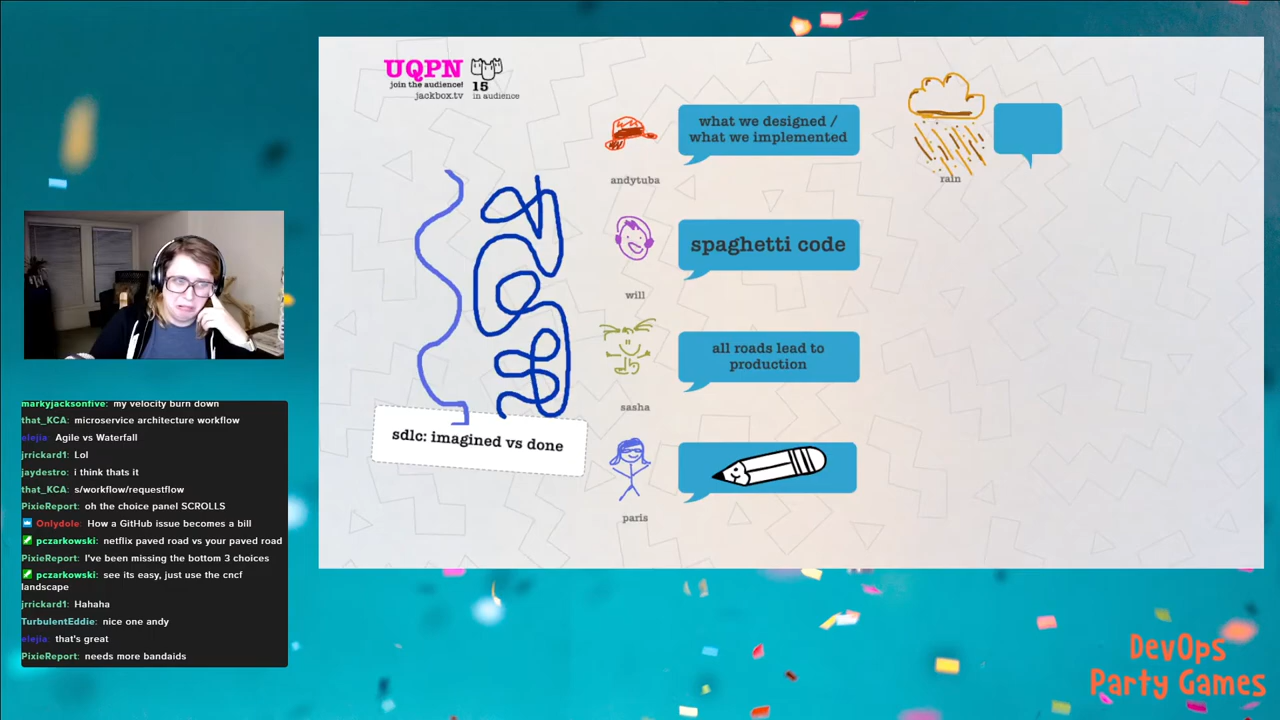 UQPN
join the audience!
jackbox.tv
15
in audience
what we designed /
what we implemented
andytuba
rain
spaghetti code
will
all roads lead to
production
sasha
sdlc: imagined vs done
paris
markyjacksonfive: my velocity burn down
that_KCA: microservice architecture workflow
elejia: Agile vs Waterfall
jrrickard1: Lol
jaydestro: i think thats it
that_KCA: s/workflow/requestflow
PixieReport: oh the choice panel SCROLLS
Onlydole: How a GitHub issue becomes a bill
pczarkowski: netflix paved road vs your paved road
PixieReport: I've been missing the bottom 3 choices
pczarkowski: see its easy, just use the cncf
landscape
jrrickard1: Hahaha
TurbulentEddie: nice one andy
elejia: that's great
PixieReport: needs more bandaids
DevOps
Party Games